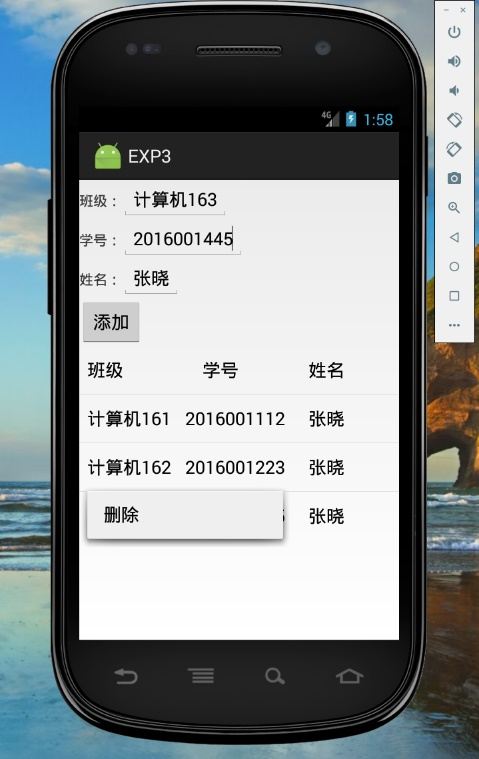 4G 1:58
EXP3
班级： 计算机163
学号： 2016001445
姓名： 张晓
添加
班级 学号 姓名
计算机161 2016001112 张晓
计算机162 2016001223 张晓
删除 张晓